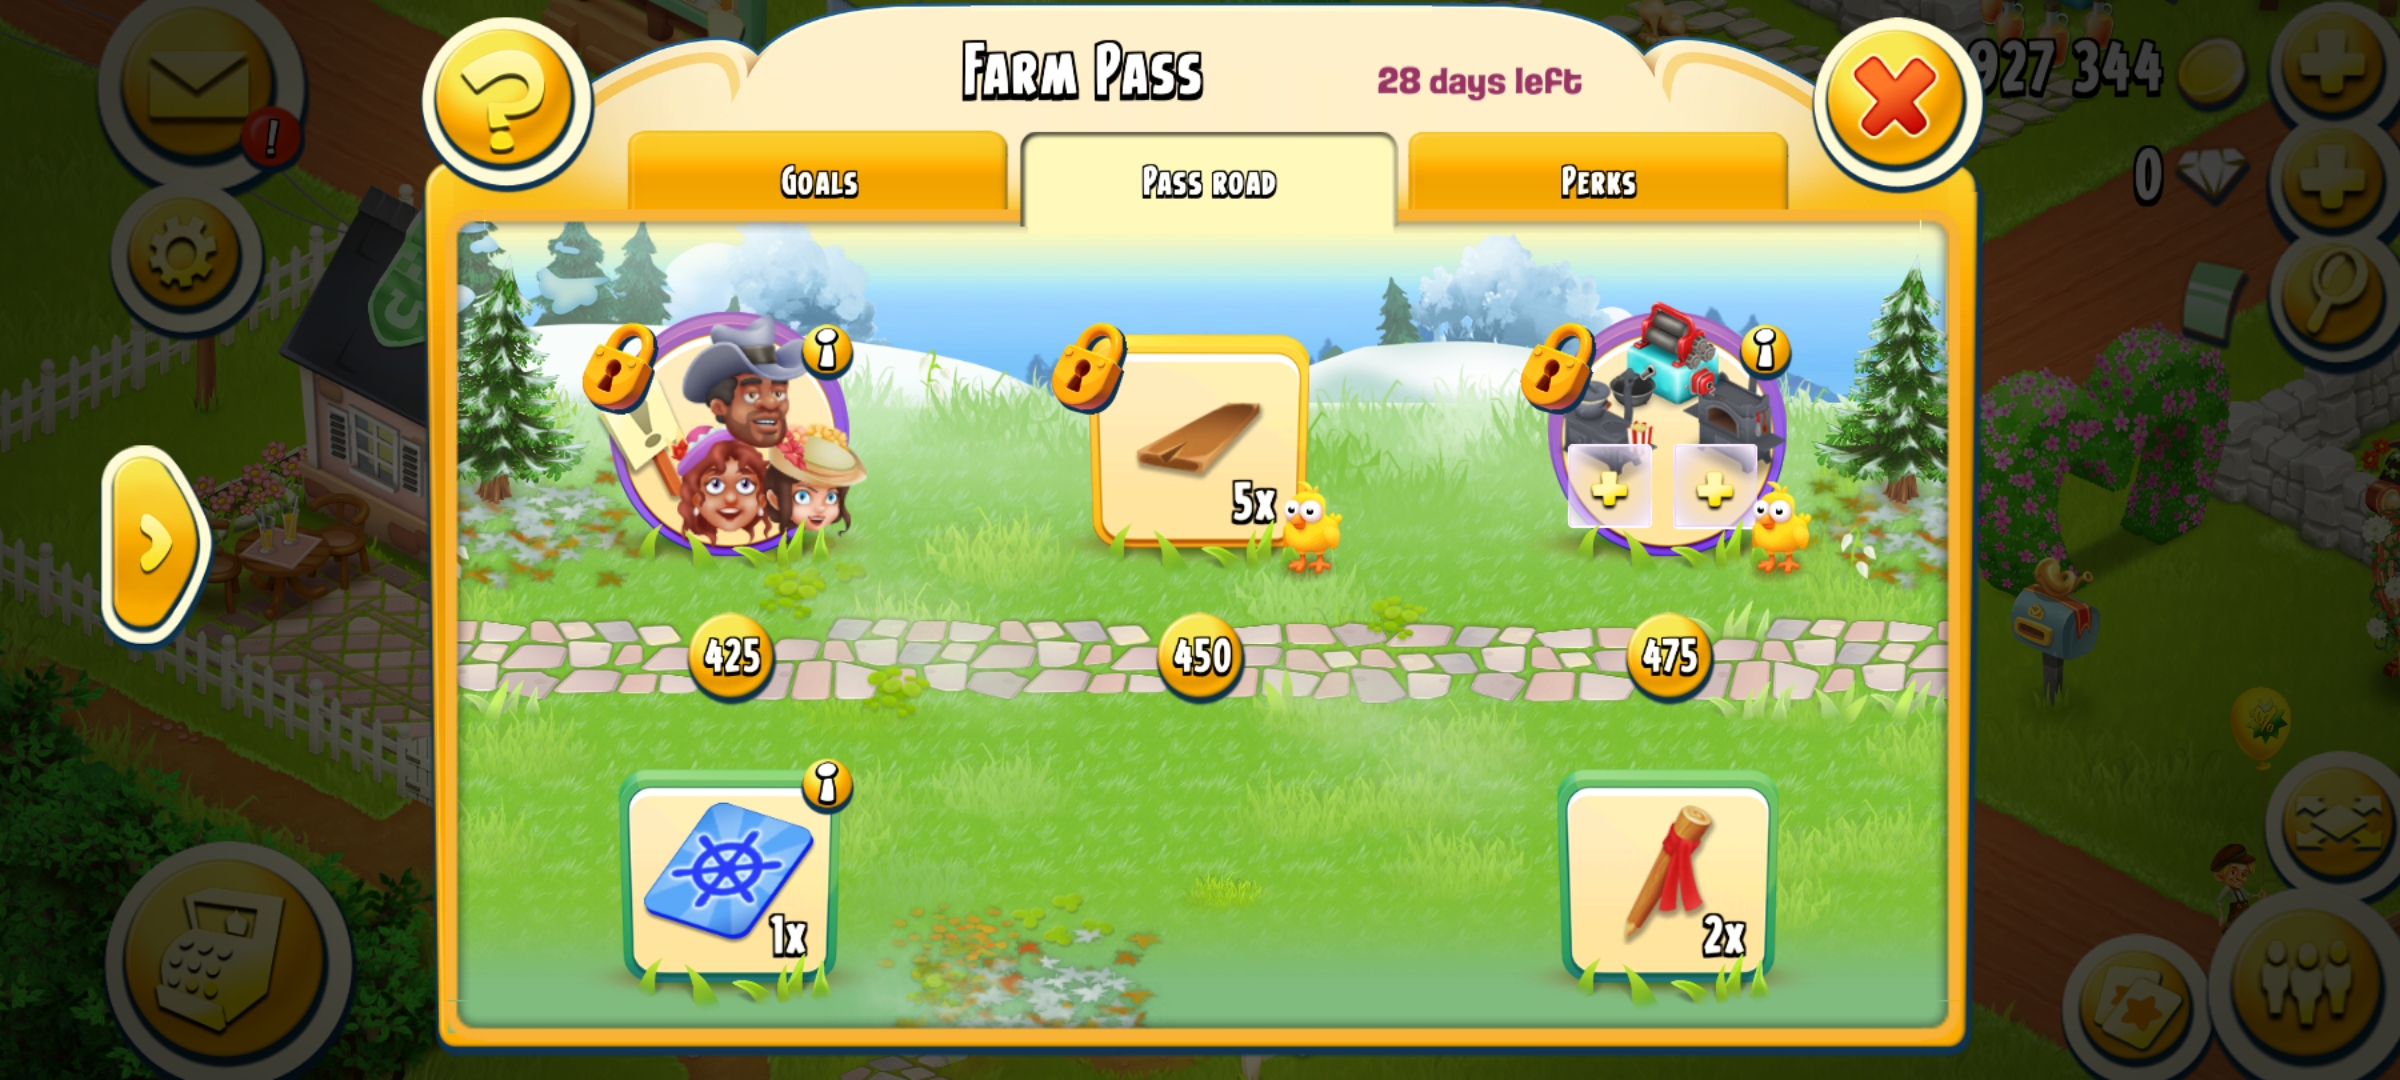 FARM PASS
28 days left
927 344
0
GOALS
PASS ROAD
PERKS
5x
425
450
475
1x
2x